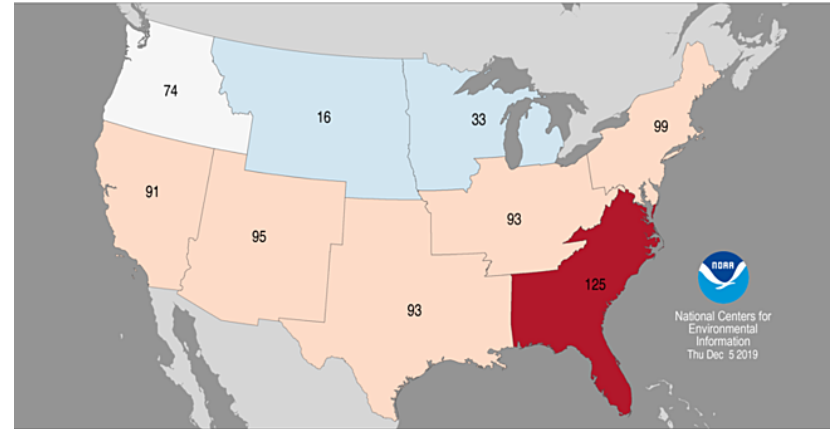 74
16
33
99
91
95
93
93
125
NOAA
National Centers for
Environmental
Information
Thu Dec 5 2019